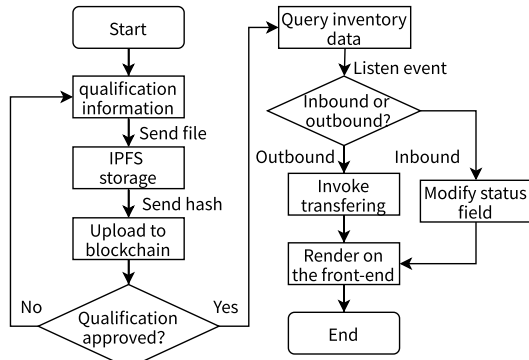 Start
qualification
information
Send file
IPFS
storage
Send hash
Upload to
blockchain
No
Yes
Qualification
approved?
Query inventory
data
Listen event
Inbound or
outbound?
Outbound
Inbound
Invoke
transfering
Modify status
field
Render on
the front-end
End